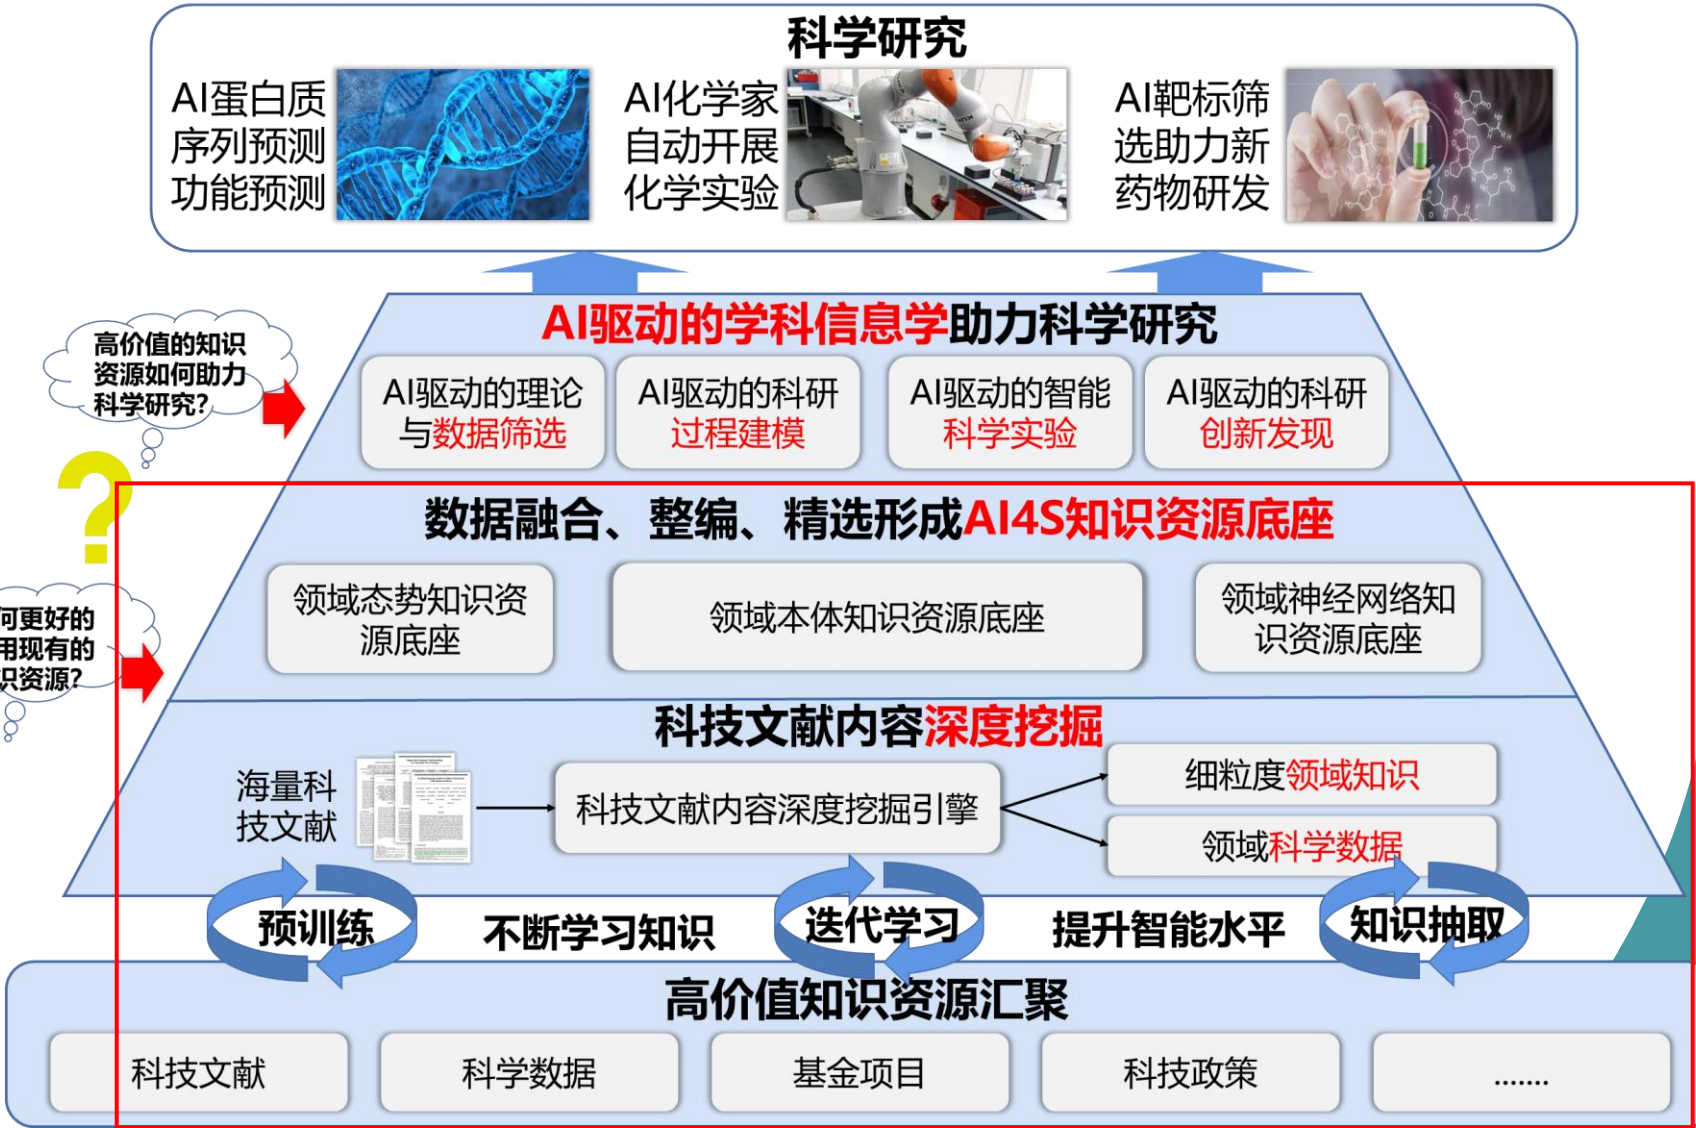 科学研究
AI蛋白质
序列预测
功能预测
AI化学家
自动开展
化学实验
AI靶标筛
选助力新
药物研发
AI驱动的学科信息学助力科学研究
高价值的知识
资源如何助力
科学研究?
AI驱动的理论
与数据筛选
AI驱动的科研
过程建模
AI驱动的智能
科学实验
AI驱动的科研
创新发现
?
数据融合、整编、精选形成AI4S知识资源底座
何更好的
用现有的
识资源?
领域态势知识资
源底座
领域本体知识资源底座
领域神经网络知
识资源底座
科技文献内容深度挖掘
海量科
技文献
科技文献内容深度挖掘引擎
细粒度领域知识
领域科学数据
预训练
不断学习知识
迭代学习
提升智能水平
知识抽取
高价值知识资源汇聚
科技文献
科学数据
基金项目
科技政策
.......